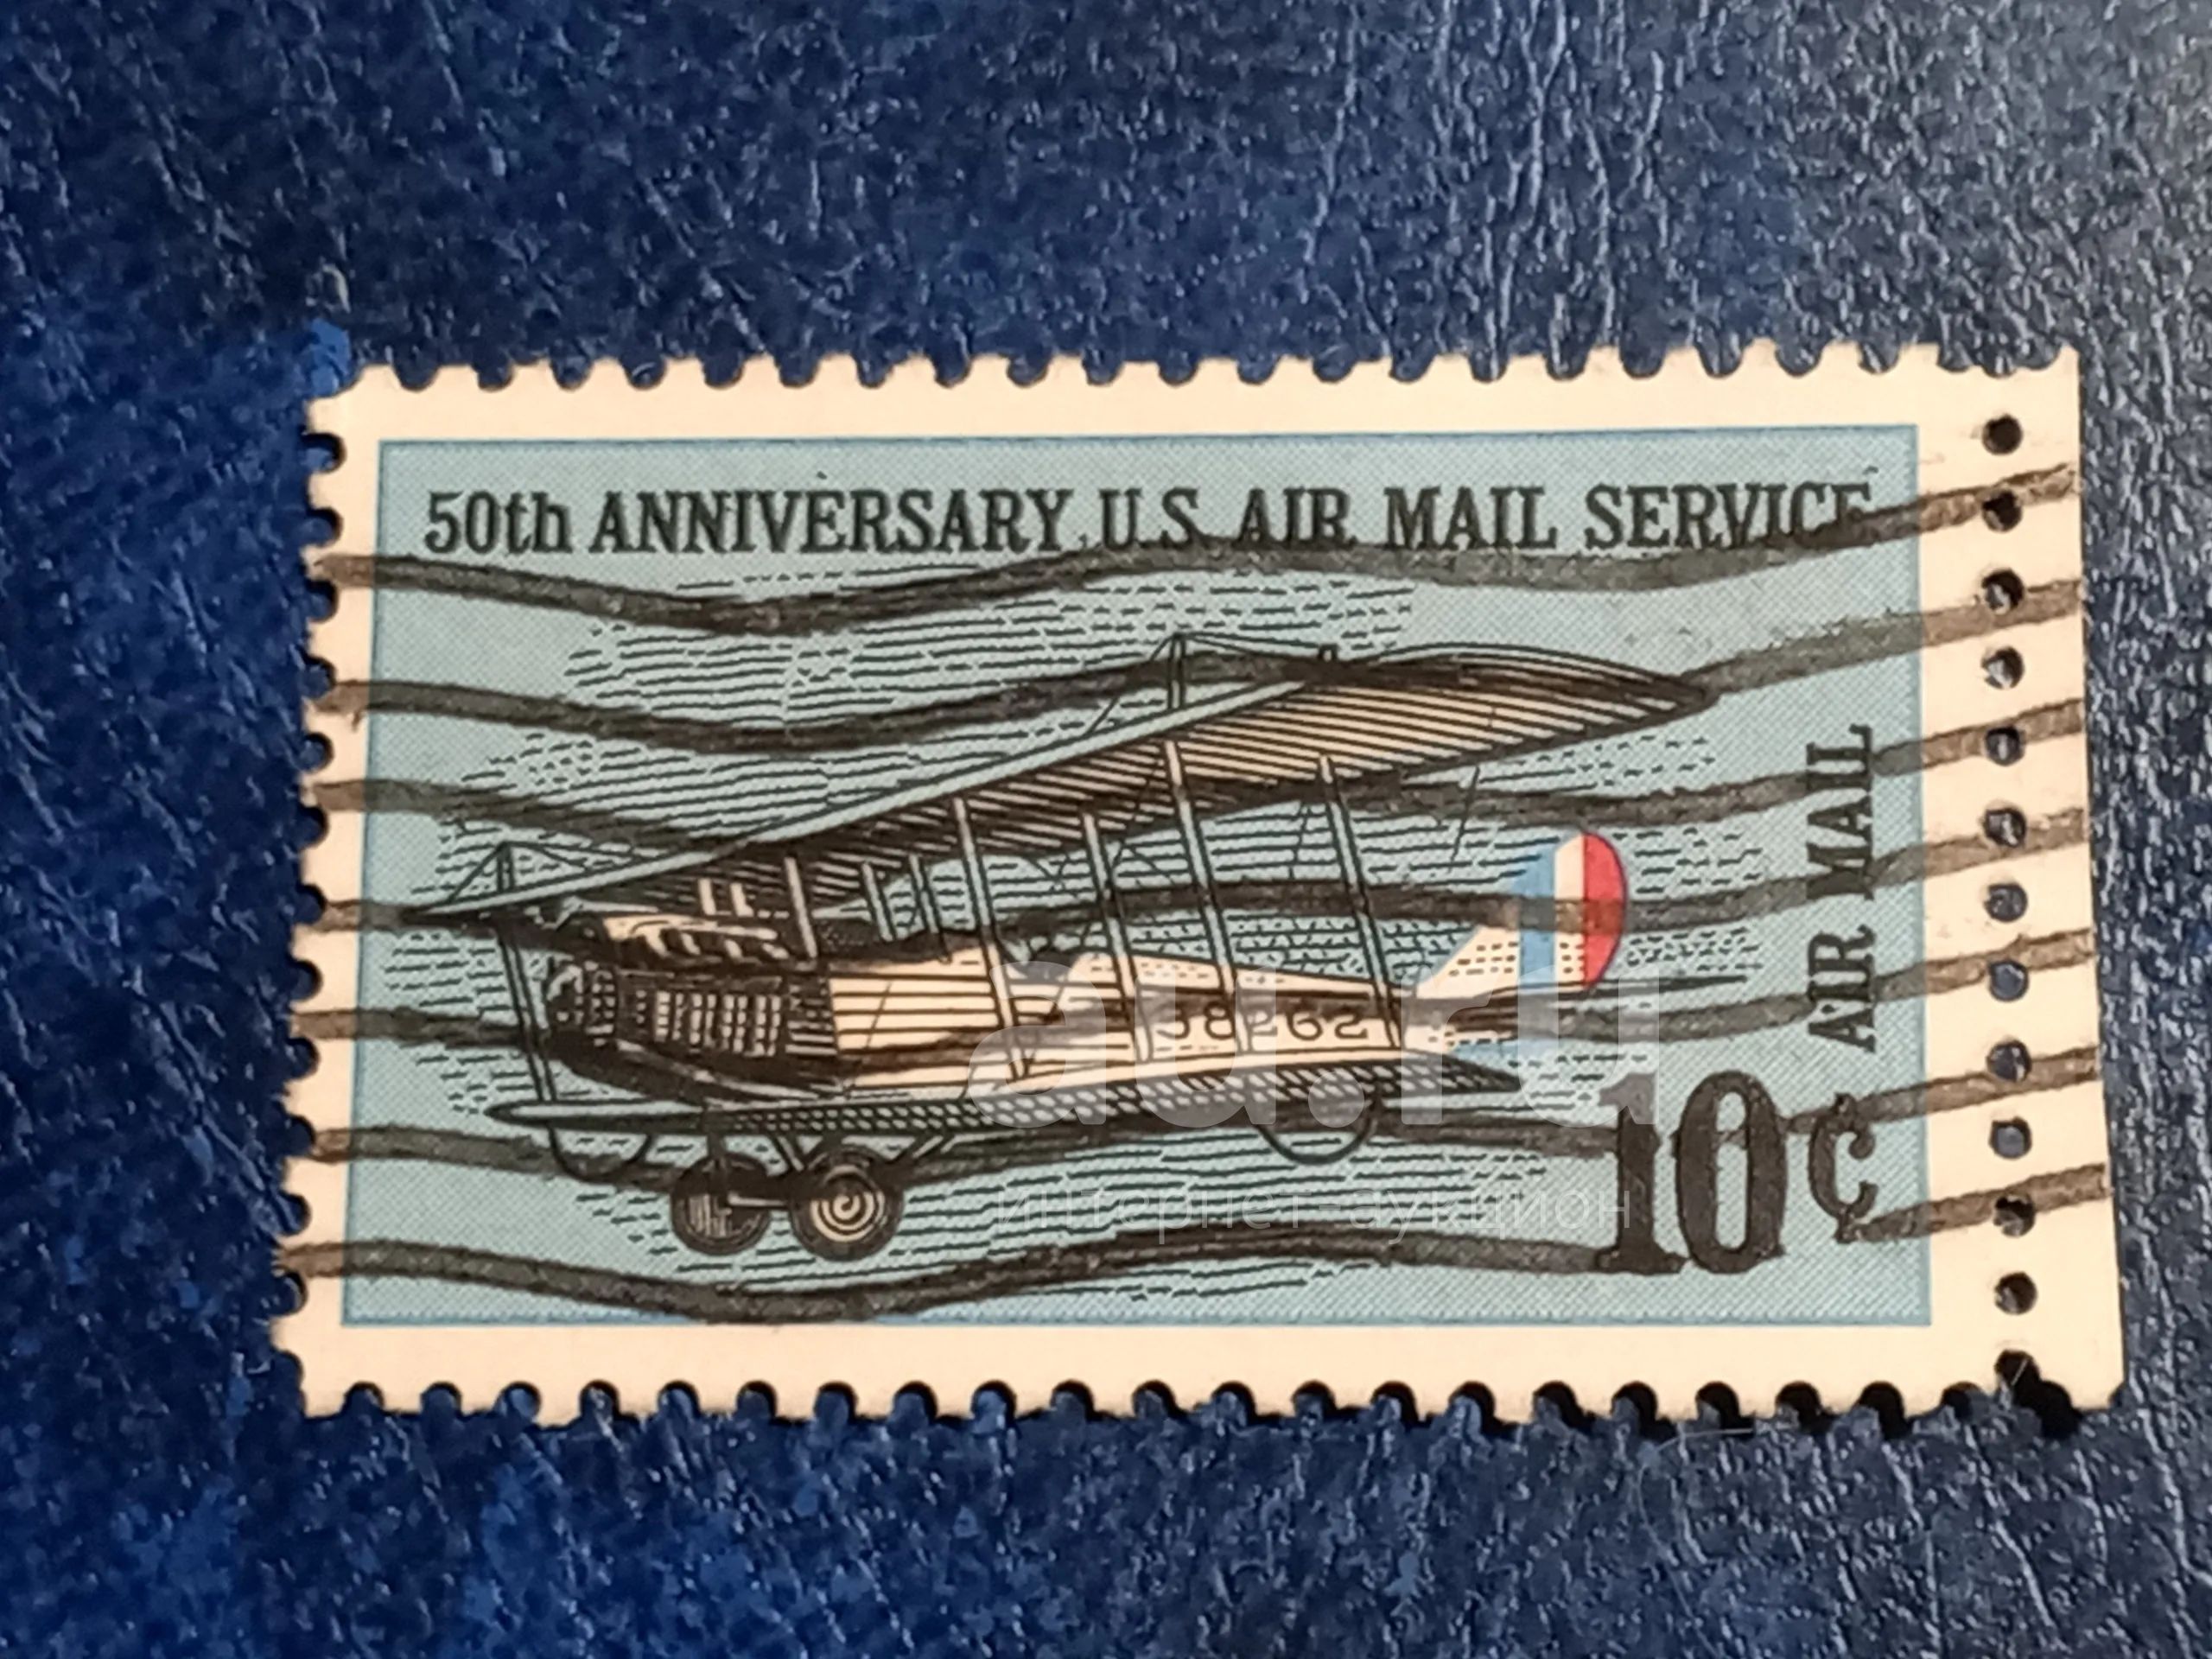 50th ANNIVERSARY U.S. AIR MAIL SERVICE
AIR MAIL
38262
10¢
au.ru
интернет-аукцион